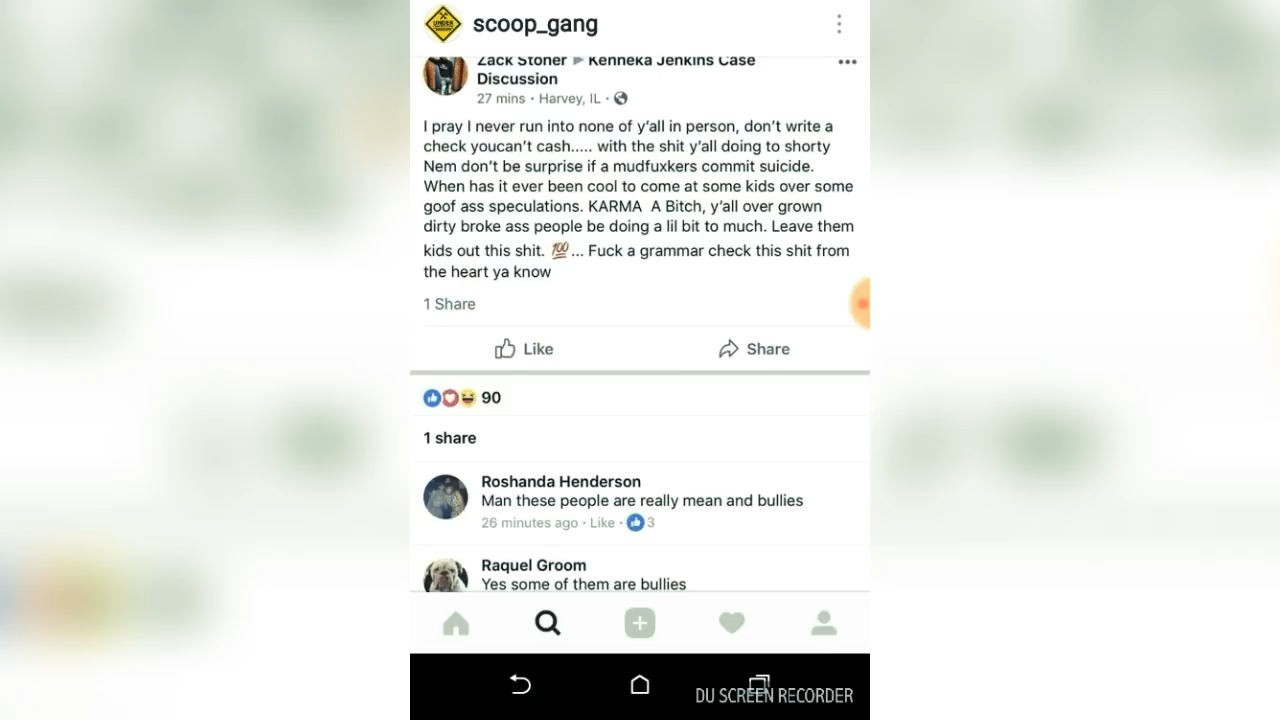 UNDER
scoop_gang
Zack Stoner ▶ Kenneka Jenkins Case
Discussion
27 mins · Harvey, IL ·
I pray I never run into none of y'all in person, don't write a
check youcan't cash..... with the shit y'all doing to shorty
Nem don't be surprise if a mudfuxkers commit suicide.
When has it ever been cool to come at some kids over some
goof ass speculations. KARMA  A Bitch, y'all over grown
dirty broke ass people be doing a lil bit to much. Leave them
kids out this shit. 💯... Fuck a grammar check this shit from
the heart ya know
1 Share
Like Share
90
1 share
Roshanda Henderson
Man these people are really mean and bullies
26 minutes ago · Like · 3
Raquel Groom
Yes some of them are bullies
DU SCREEN RECORDER